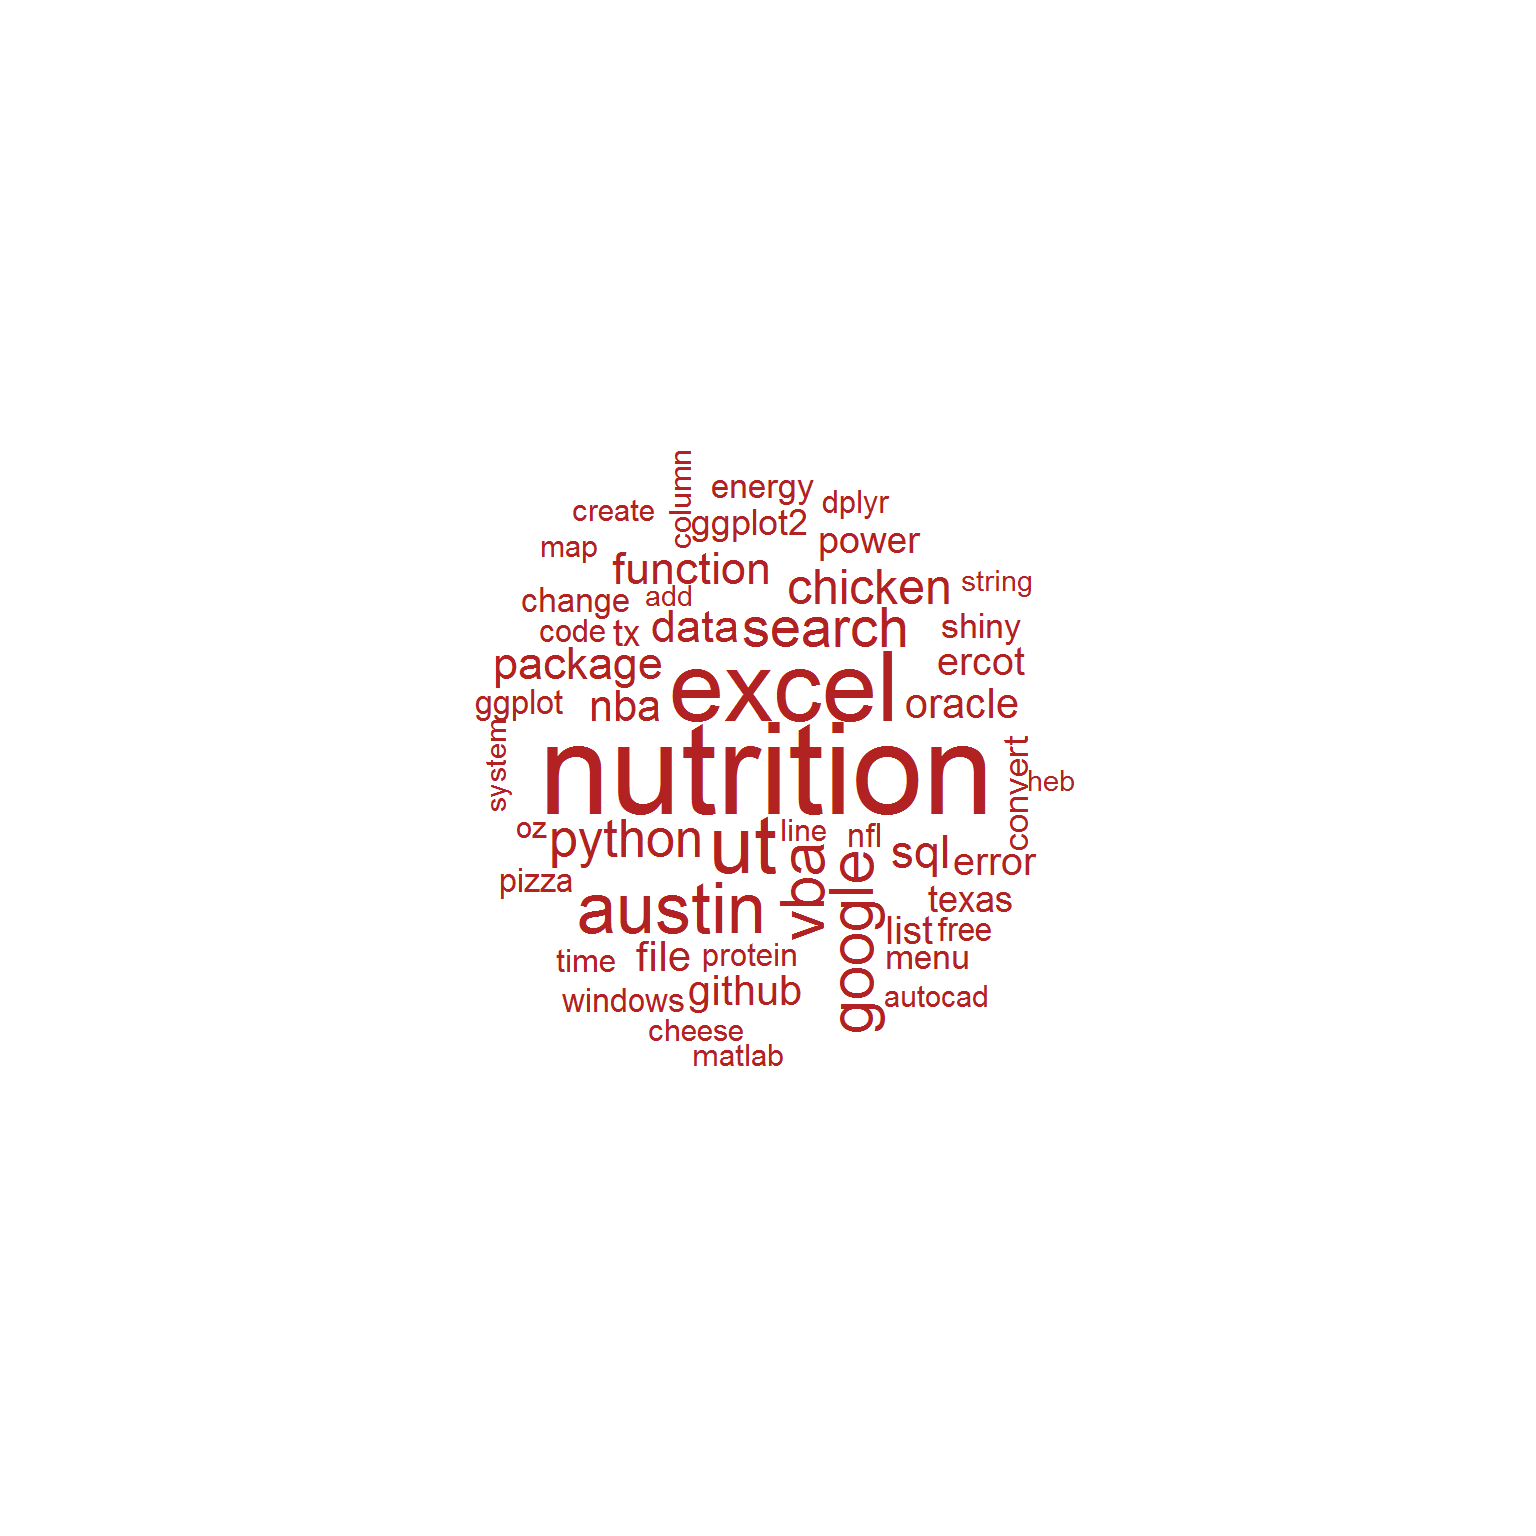 column
energy
dplyr
create
ggplot2
map
power
function
chicken
string
change
add
code
tx
data
search
shiny
package
excel
ercot
ggplot
nba
oracle
system
nutrition
convert
heb
oz
python
ut
line
nfl
vba
sql
error
pizza
austin
google
texas
list
free
time
file
protein
menu
windows
github
autocad
cheese
matlab